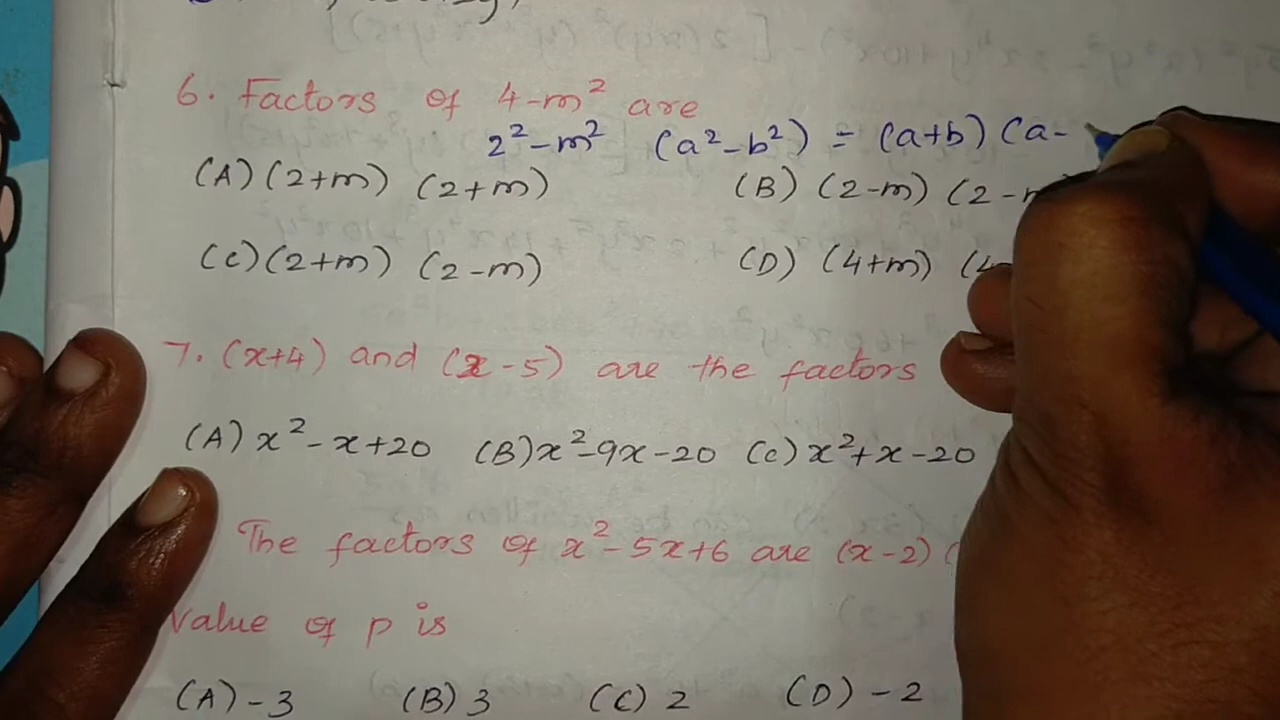 6. Factors of 4-m² are
2²-m² (a²-b²) = (a+b) (a-
(A) (2+m) (2+m) (B) (2-m) (2-
(C) (2+m) (2-m) (D) (4+m) (4
7. (x+4) and (x-5) are the factors
(A) x²-x+20 (B) x²-9x-20 (C) x²+x-20
The factors of x²-5x+6 are (x-2) (
value of p is
(A) -3 (B) 3 (C) 2 (D) -2